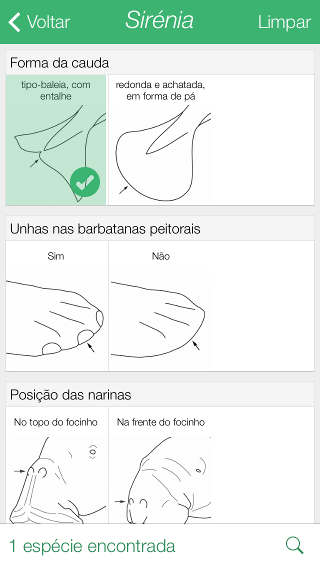 Voltar
Sirénia
Limpar
Forma da cauda
tipo-baleia, com
entalhe
redonda e achatada,
em forma de pá
Unhas nas barbatanas peitorais
Sim
Não
Posição das narinas
No topo do focinho
Na frente do focinho
1 espécie encontrada